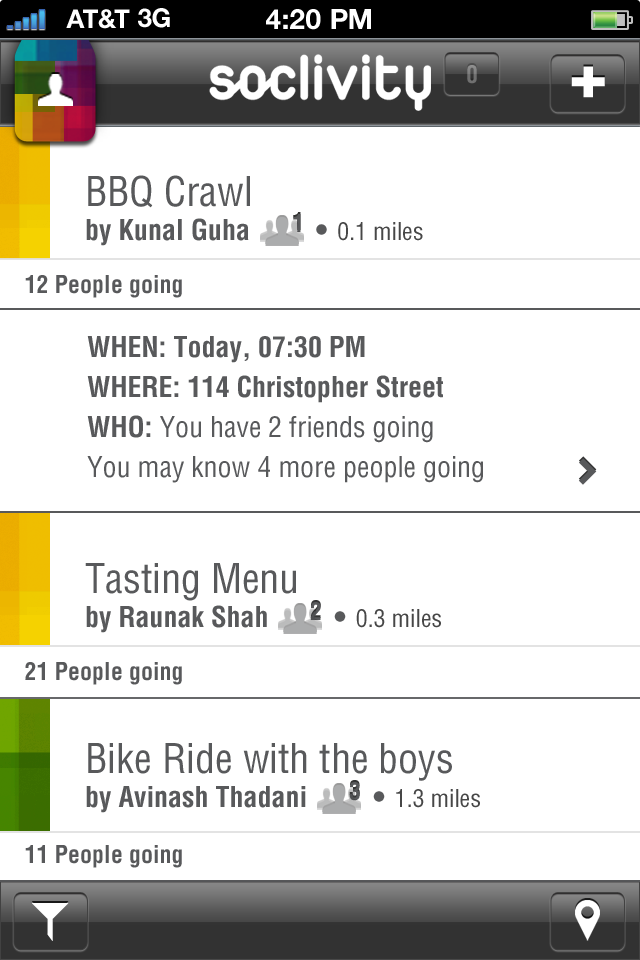 AT&T 3G 4:20 PM
soclivity 0
BBQ Crawl
by Kunal Guha 1 • 0.1 miles
12 People going
WHEN: Today, 07:30 PM
WHERE: 114 Christopher Street
WHO: You have 2 friends going
You may know 4 more people going
Tasting Menu
by Raunak Shah 2 • 0.3 miles
21 People going
Bike Ride with the boys
by Avinash Thadani 3 • 1.3 miles
11 People going